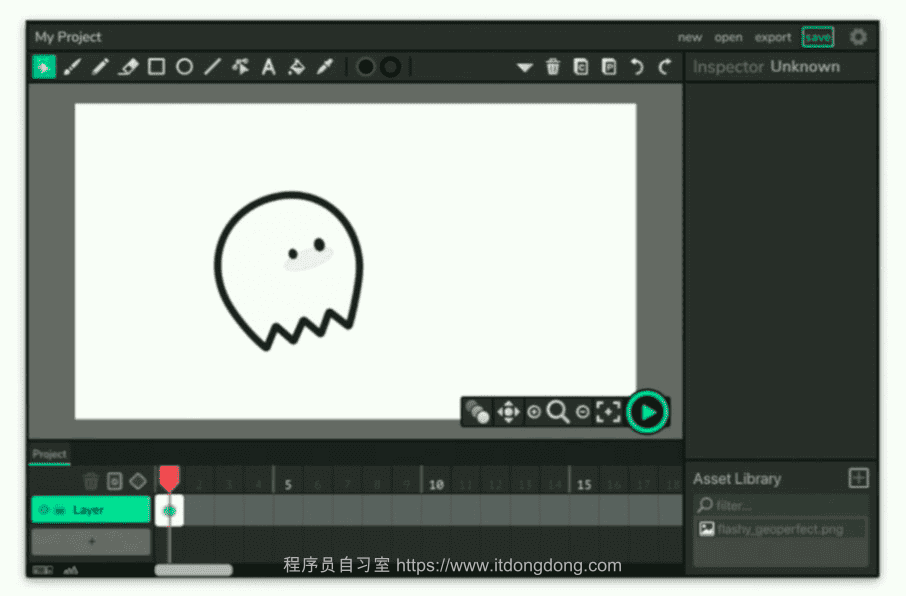 My Project
new open export save
A
Inspector Unknown
Project
2 3 4 5 6 7 8 9 10 11 12 13 14 15 16 17 18
Layer
+
Asset Library
filter...
flashy_geoperfect.png
程序员自习室 https://www.itdongdong.com